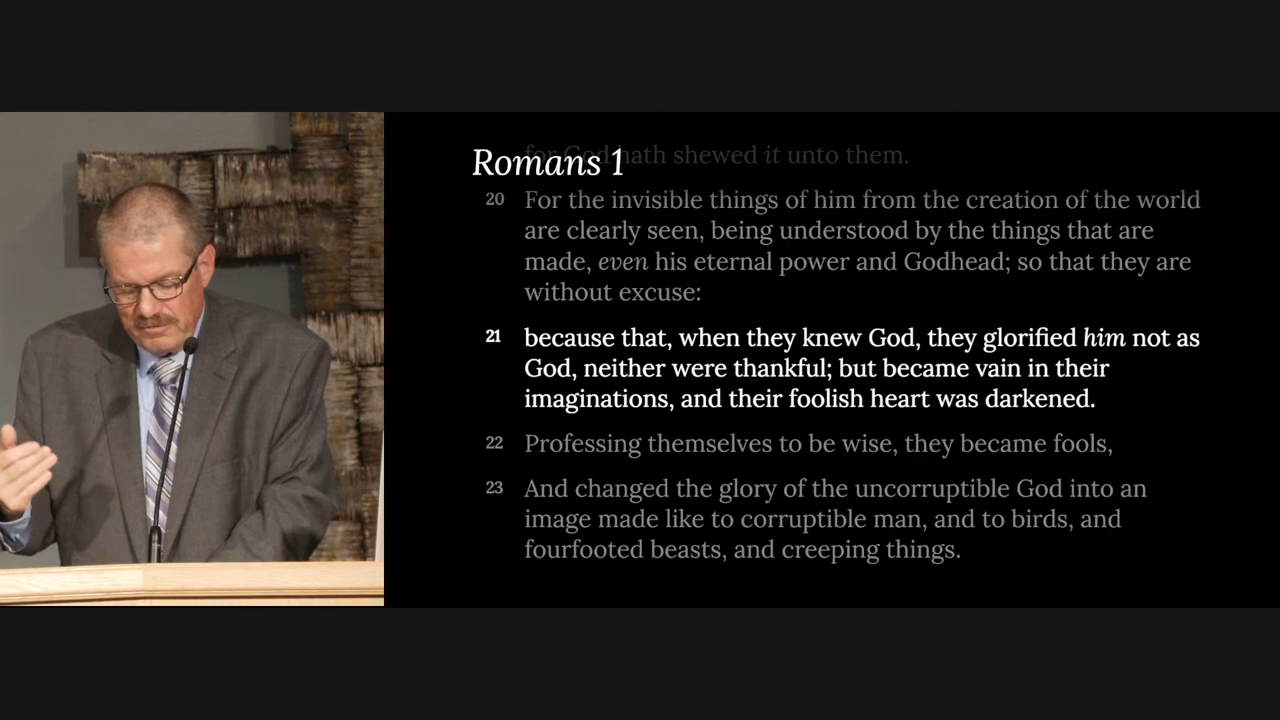 for God hath shewed it unto them.
Romans 1
20 For the invisible things of him from the creation of the world
are clearly seen, being understood by the things that are
made, even his eternal power and Godhead; so that they are
without excuse:
21 because that, when they knew God, they glorified him not as
God, neither were thankful; but became vain in their
imaginations, and their foolish heart was darkened.
22 Professing themselves to be wise, they became fools,
23 And changed the glory of the uncorruptible God into an
image made like to corruptible man, and to birds, and
fourfooted beasts, and creeping things.